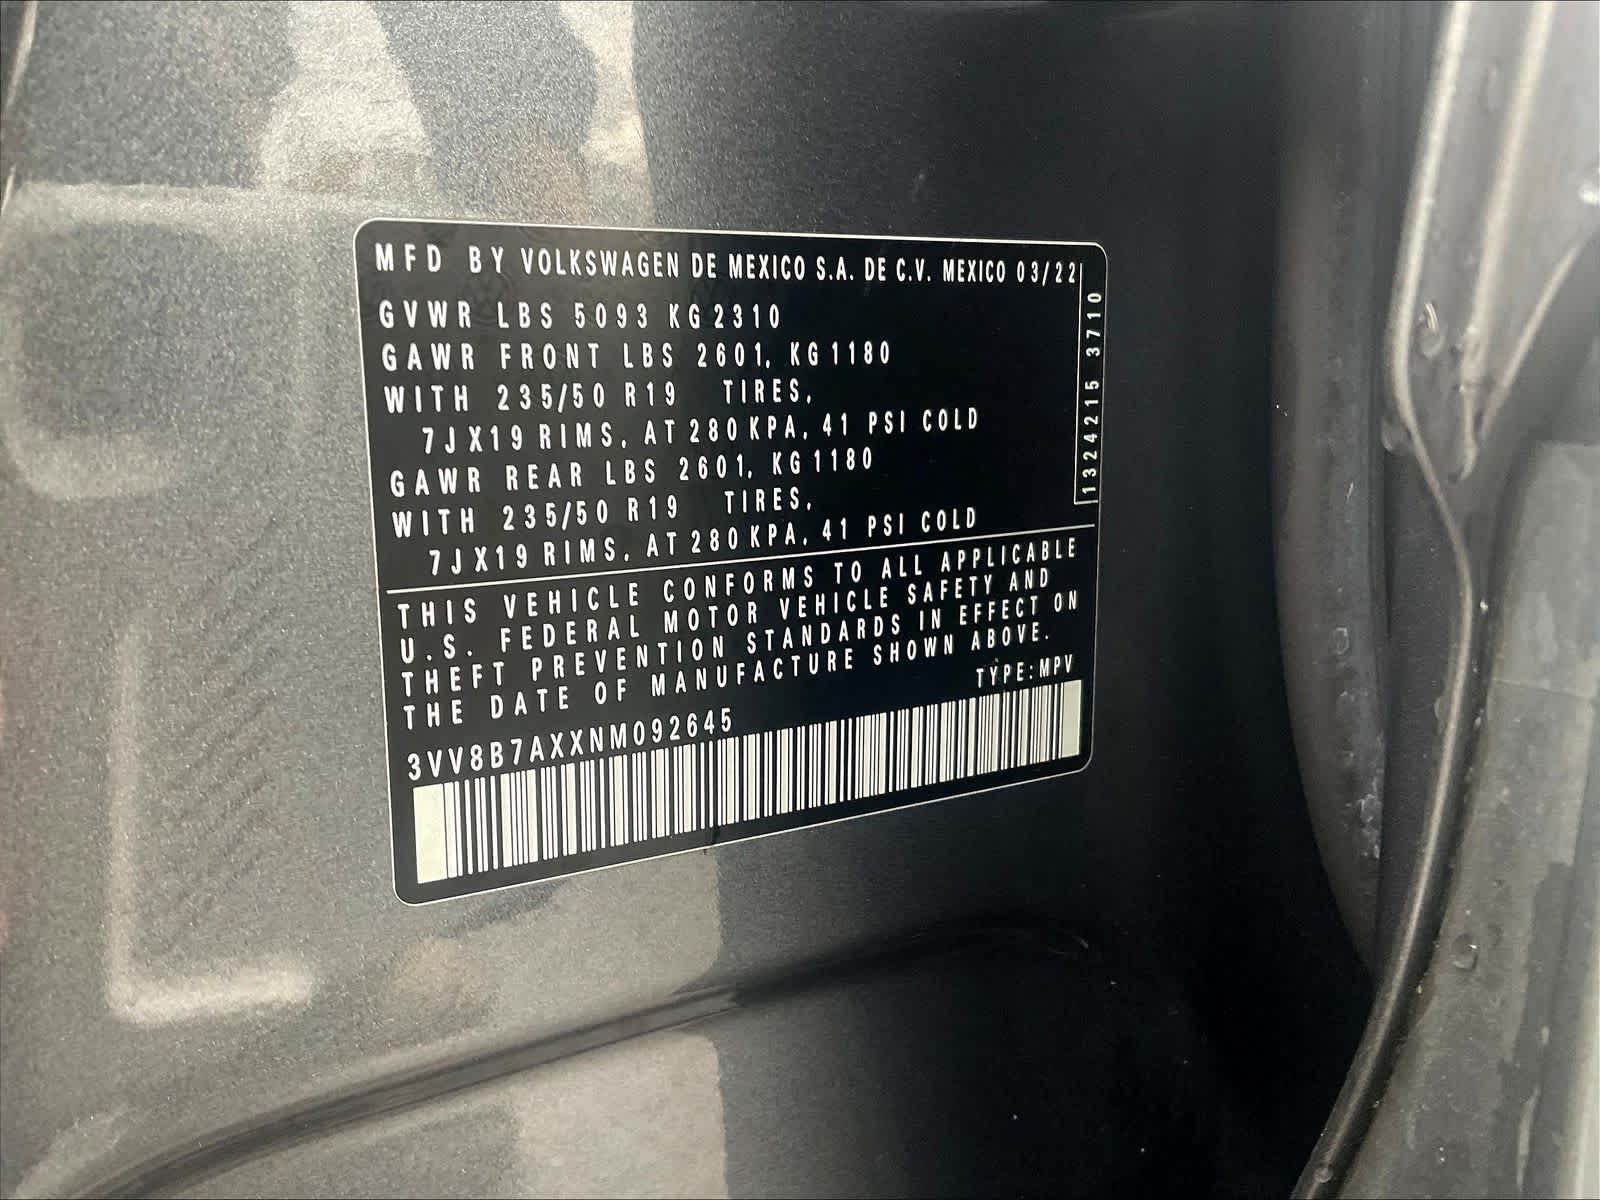 MFD BY VOLKSWAGEN DE MEXICO S.A. DE C.V. MEXICO 03/22
GVWR LBS 5093 KG 2310
GAWR FRONT LBS 2601, KG 1180
WITH 235/50 R19 TIRES,
7JX19 RIMS, AT 280 KPA, 41 PSI COLD
GAWR REAR LBS 2601, KG 1180
WITH 235/50 R19 TIRES,
7JX19 RIMS, AT 280 KPA, 41 PSI COLD
1324215 3710
THIS VEHICLE CONFORMS TO ALL APPLICABLE
U.S. FEDERAL MOTOR VEHICLE SAFETY AND
THEFT PREVENTION STANDARDS IN EFFECT ON
THE DATE OF MANUFACTURE SHOWN ABOVE.
TYPE: MPV
3VV8B7AXXNM092645